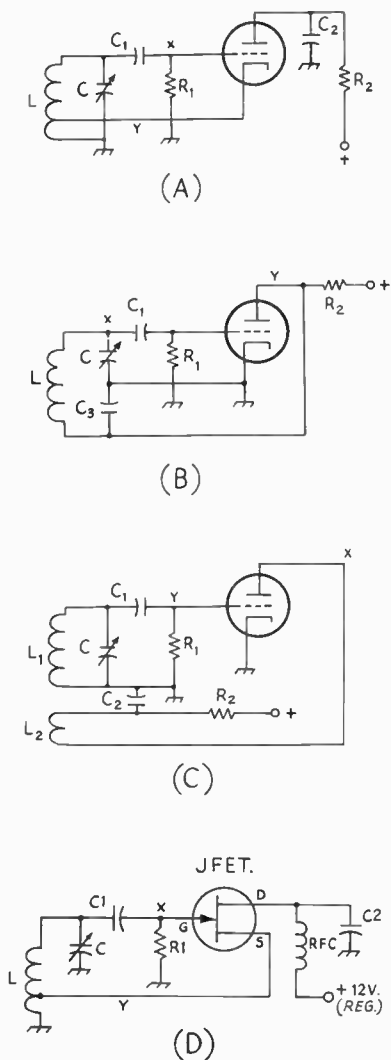 C₁ X C₂
L C R₁ R₂
Y
+
(A)
Y
R₂ +
X C₁
L C R₁
C₃
(B)
X
C₁ Y
L₁ C R₁
C₂ R₂ +
L₂
(C)
JFET.
C1 X D
G C2
L C R1 S RFC
Y + 12V.
(REG.)
(D)